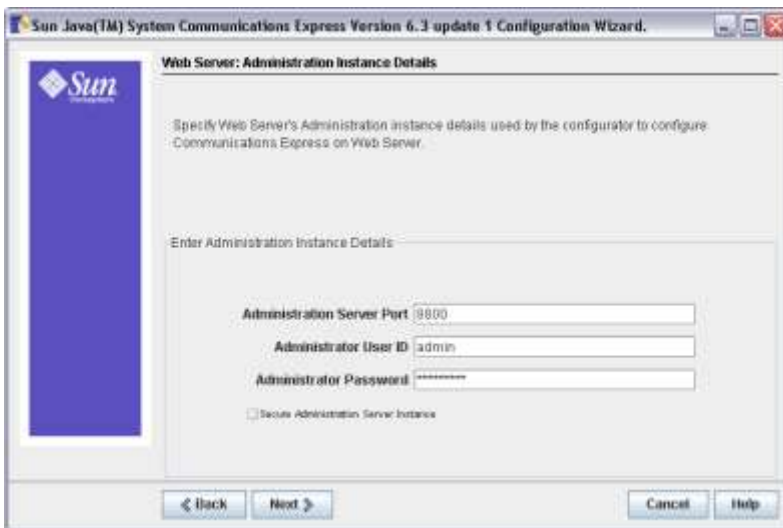 Sun Java(TM) System Communications Express Version 6.3 update 1 Configuration Wizard.
Sun
Web Server: Administration Instance Details
Specify Web Server's Administration instance details used by the configurator to configure
Communications Express on Web Server.
Enter Administration Instance Details
Administration Server Port 8800
Administrator User ID admin
Administrator Password *********
Secure Administration Server Instance
Back Next Cancel Help